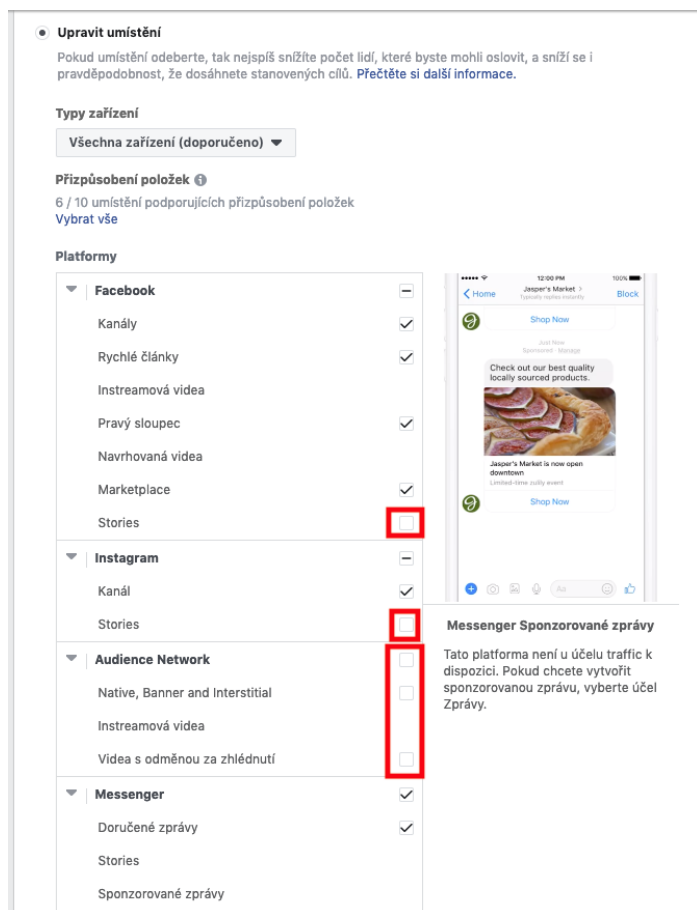 Upravit umístění
Pokud umístění odeberte, tak nejspíš snížíte počet lidí, které byste mohli oslovit, a sníží se i
pravděpodobnost, že dosáhnete stanovených cílů. Přečtěte si další informace.
Typy zařízení
Všechna zařízení (doporučeno)
Přizpůsobení položek
6 / 10 umístění podporujících přizpůsobení položek
Vybrat vše
Platformy
Facebook
Kanály
Rychlé články
Instreamová videa
Pravý sloupec
Navrhovaná videa
Marketplace
Stories
Instagram
Kanál
Stories
Audience Network
Native, Banner and Interstitial
Instreamová videa
Videa s odměnou za zhlédnutí
Messenger
Doručené zprávy
Stories
Sponzorované zprávy
12:00 PM
100%
Home
Jasper's Market
Typically replies instantly
Block
Shop Now
Just Now
Sponsored · Manage
Check out our best quality
locally sourced products.
Jasper's Market is now open
downtown
Limited-time cullty event
Shop Now
Aa
Messenger Sponzorované zprávy
Tato platforma není u účelu traffic k
dispozici. Pokud chcete vytvořit
sponzorovanou zprávu, vyberte účel
Zprávy.